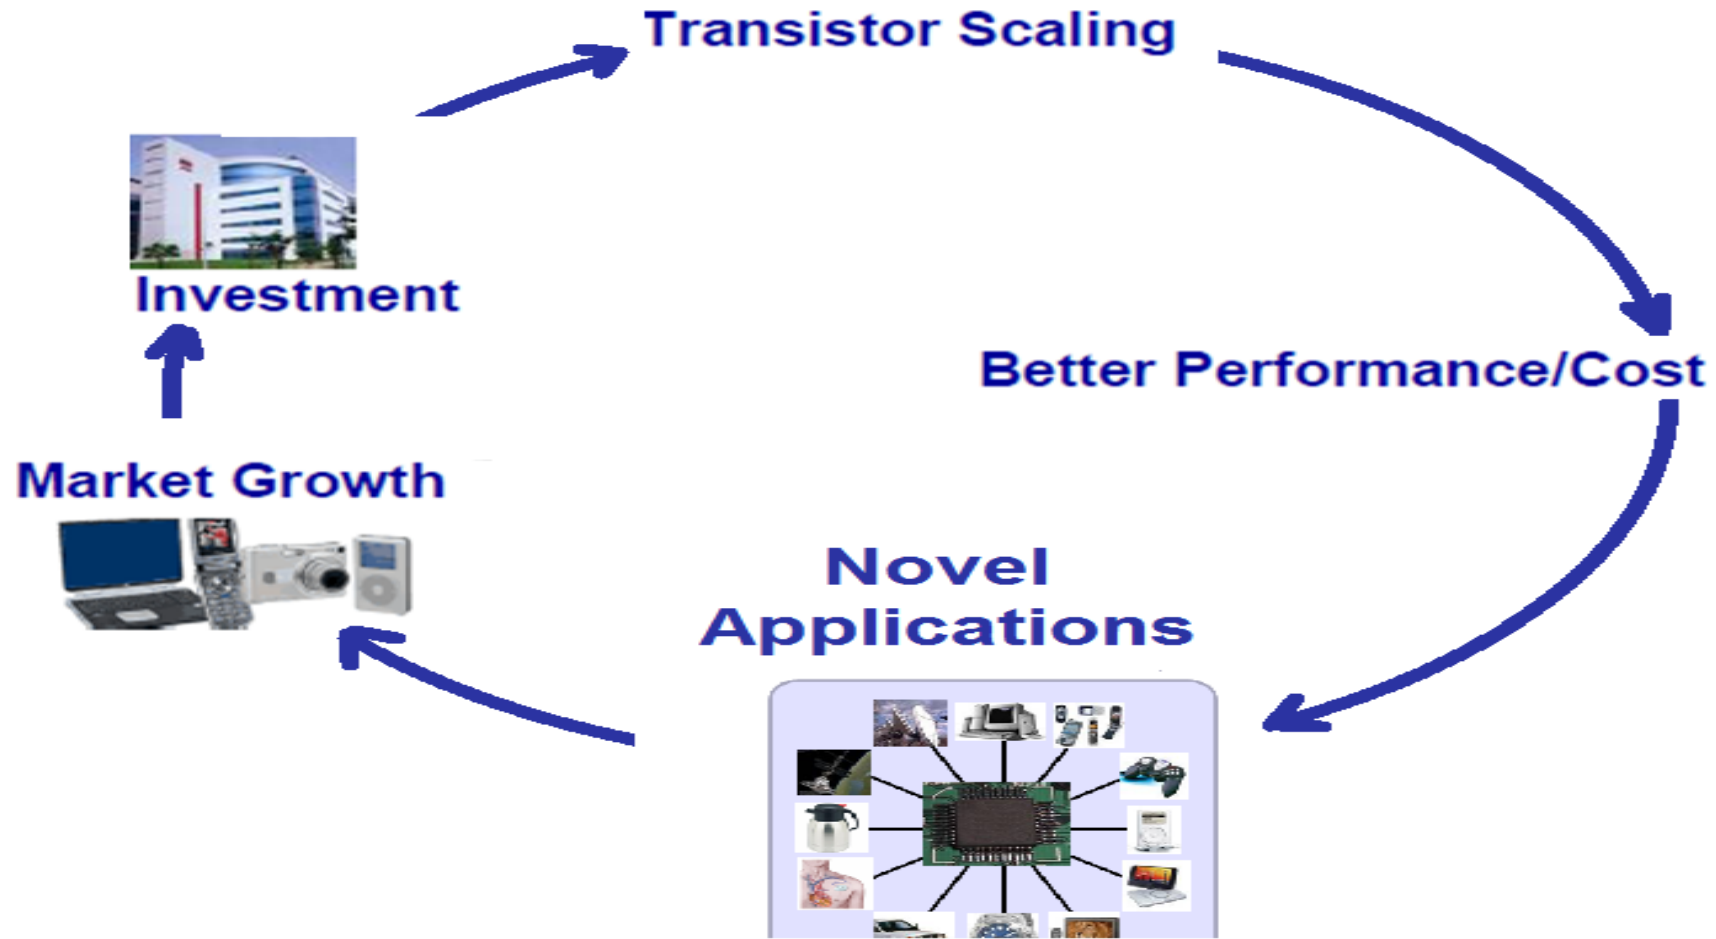 Transistor Scaling
Better Performance/Cost
Novel
Applications
Market Growth
Investment